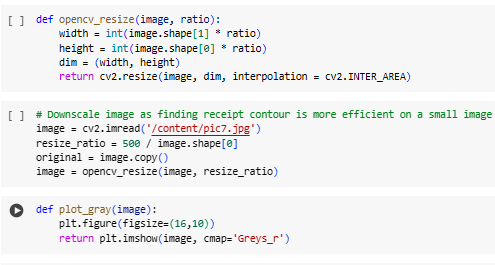 [ ] def opencv_resize(image, ratio):
width = int(image.shape[1] * ratio)
height = int(image.shape[0] * ratio)
dim = (width, height)
return cv2.resize(image, dim, interpolation = cv2.INTER_AREA)
[ ] # Downscale image as finding receipt contour is more efficient on a small image
image = cv2.imread('/content/pic7.jpg')
resize_ratio = 500 / image.shape[0]
original = image.copy()
image = opencv_resize(image, resize_ratio)
def plot_gray(image):
plt.figure(figsize=(16,10))
return plt.imshow(image, cmap='Greys_r')